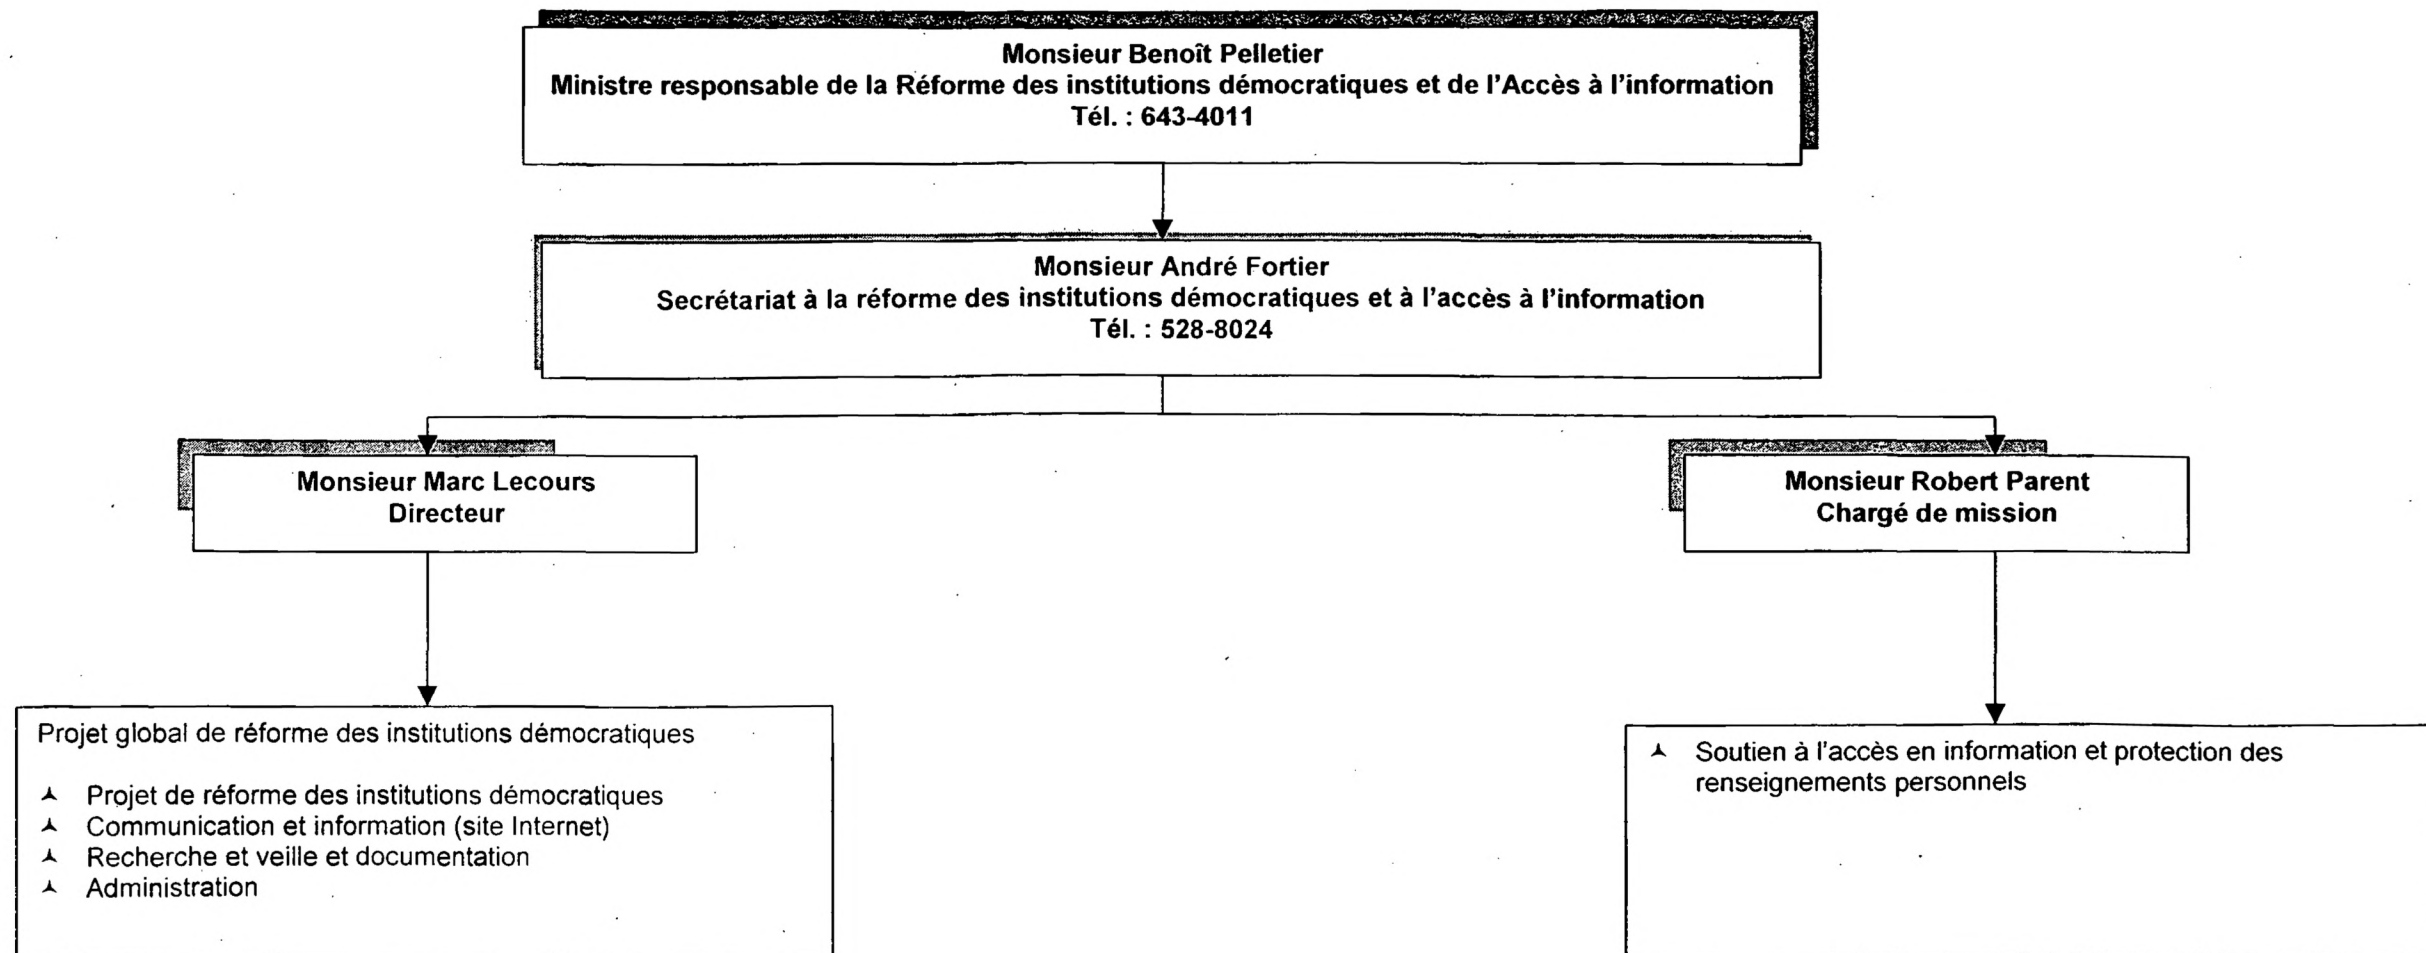 Monsieur Benoît Pelletier
Ministre responsable de la Réforme des institutions démocratiques et de l'Accès à l'information
Tél. : 643-4011
Monsieur André Fortier
Secrétariat à la réforme des institutions démocratiques et à l'accès à l'information
Tél. : 528-8024
Monsieur Marc Lecours
Directeur
Monsieur Robert Parent
Chargé de mission
Projet global de réforme des institutions démocratiques
Projet de réforme des institutions démocratiques
Communication et information (site Internet)
Recherche et veille et documentation
Administration
Soutien à l'accès en information et protection des
renseignements personnels